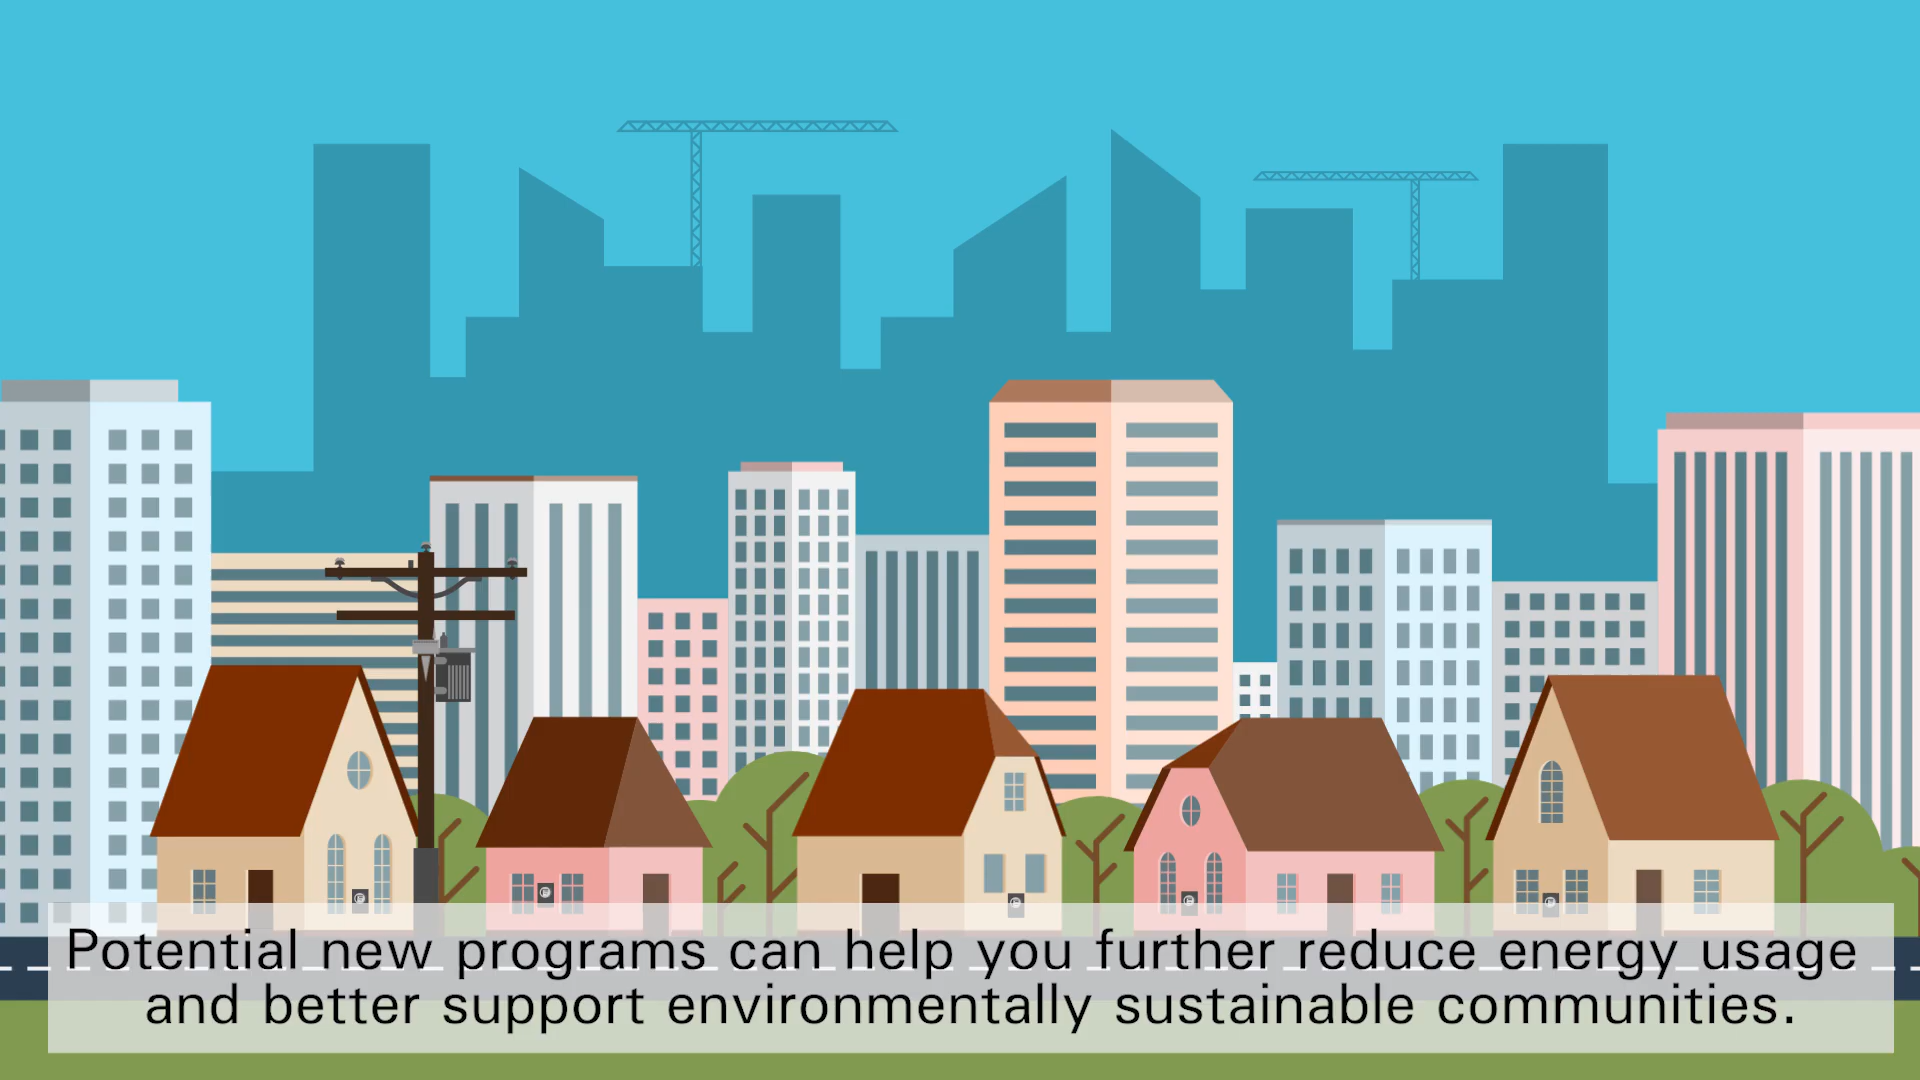 Potential new programs can help you further reduce energy usage
and better support environmentally sustainable communities.